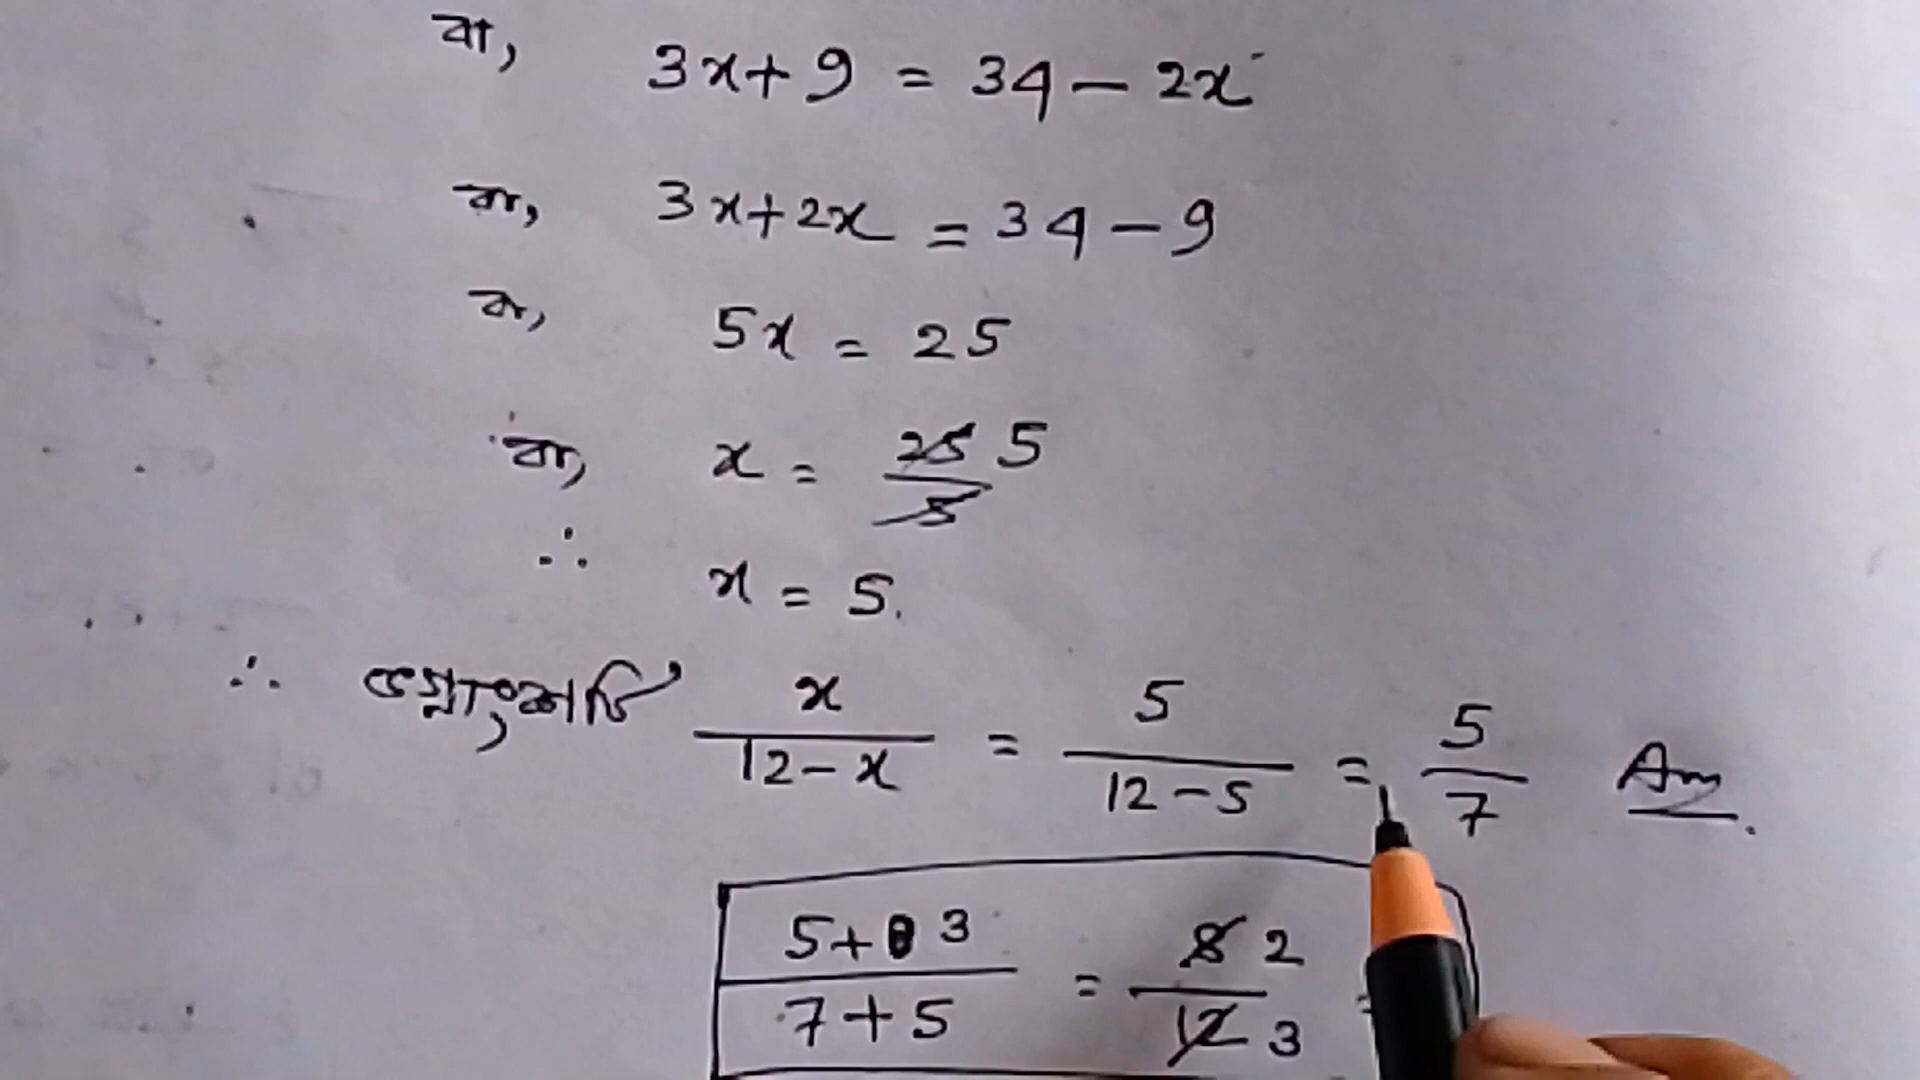 বা, 3x+9 = 34-2x
বা, 3x+2x = 34-9
বা, 5x = 25
বা, x = 25/5 5
∴ x = 5.
∴ ভগ্নাংশটি x/12-x = 5/12-5 = 5/7 Ans.
5+3/7+5 = 8/12 2/3 =